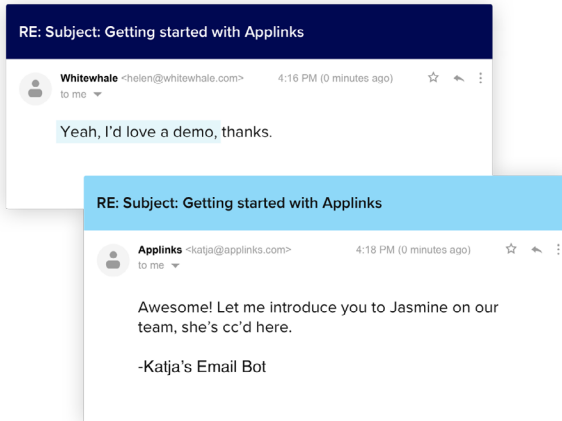 RE: Subject: Getting started with Applinks
Whitewhale <helen@whitewhale.com> 4:16 PM (0 minutes ago)
to me
Yeah, I'd love a demo, thanks.
RE: Subject: Getting started with Applinks
Applinks <katja@applinks.com> 4:18 PM (0 minutes ago)
to me
Awesome! Let me introduce you to Jasmine on our
team, she's cc'd here.
-Katja's Email Bot